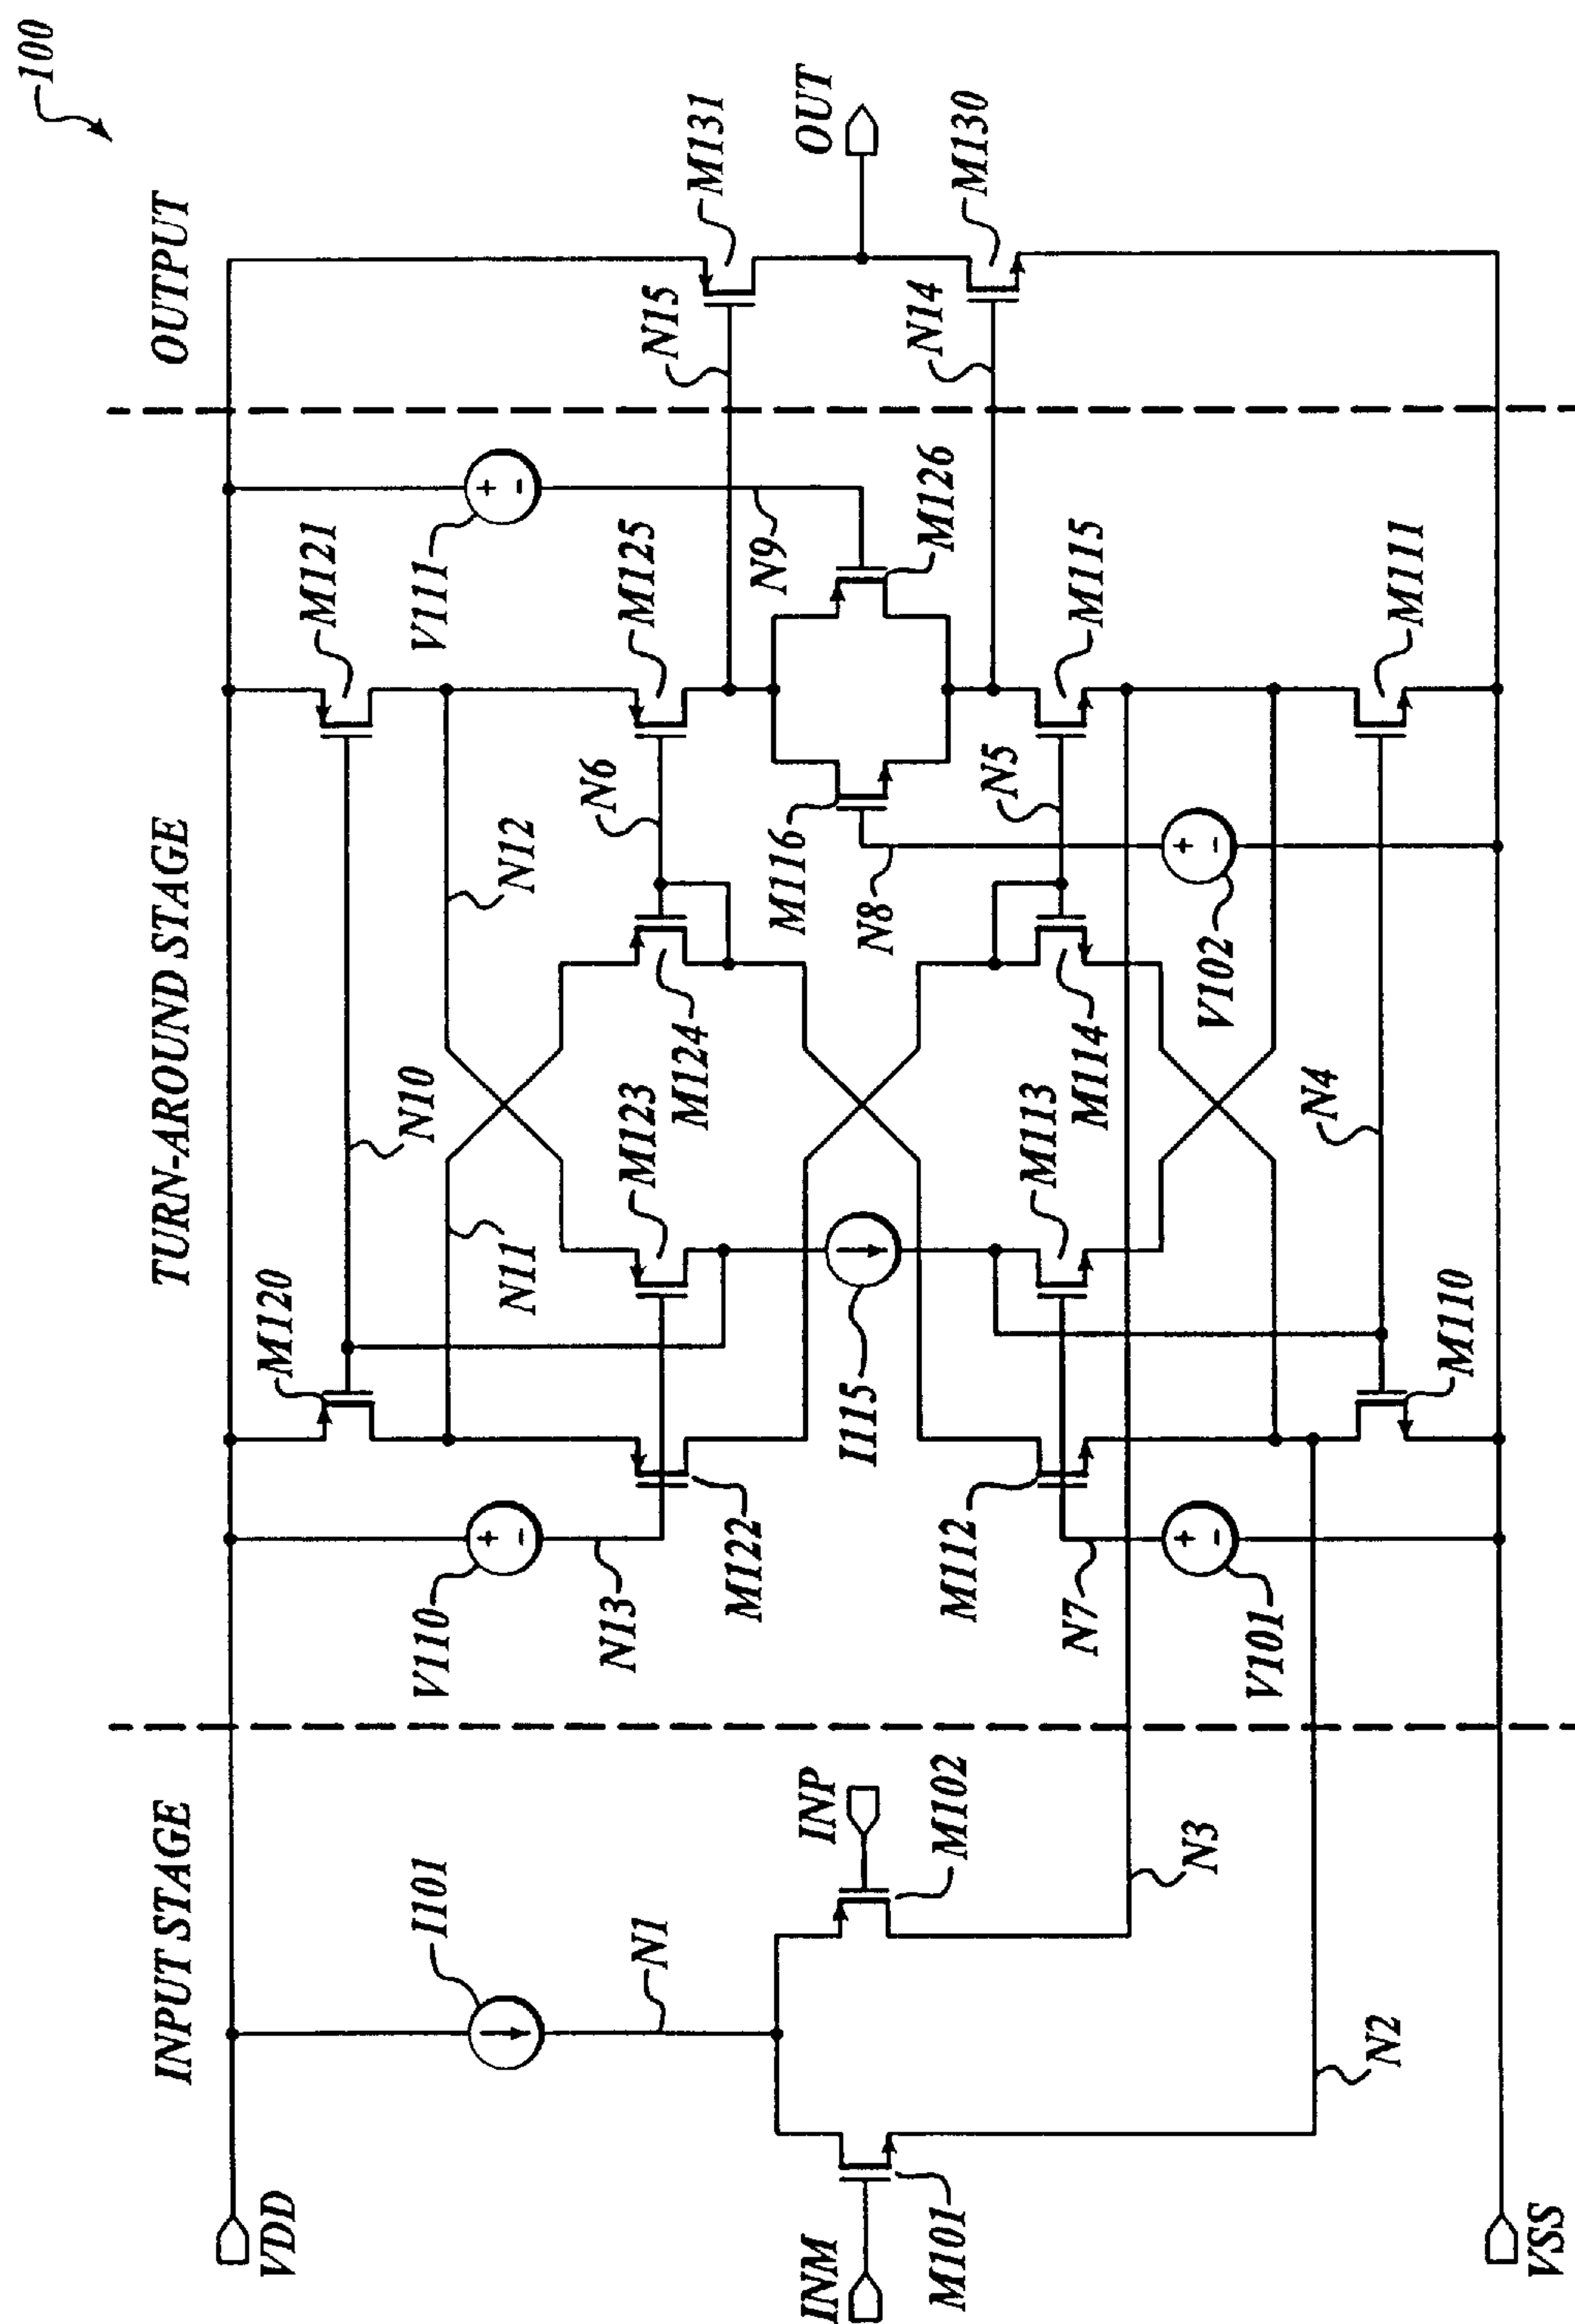 100
INPUT STAGE
TURN-AROUND STAGE
OUTPUT
VDD
I101
N1
INM
M101
INP
M102
N3
N2
VSS
V110
N13
M122
M112
N7
V101
M120
N10
N11
N12
M123
M124
I115
M113
M114
M110
N4
N6
N5
M116
N8
V102
M121
V111
M125
N9
M126
M115
M111
N15
N14
M131
OUT
M130
+
-
+
-
+
-
+
-